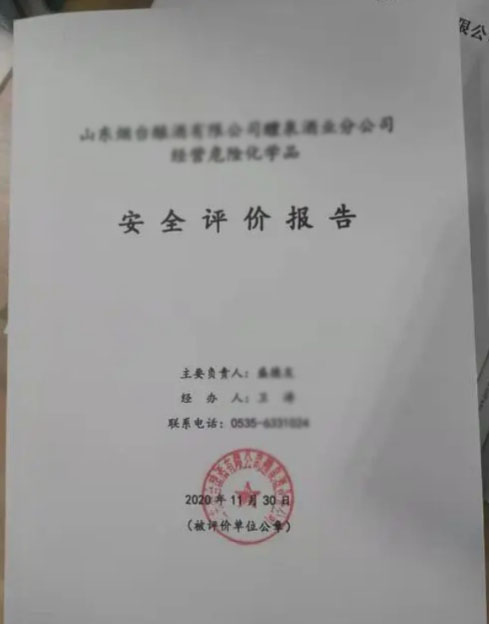 限公
山东烟台酿酒有限公司醴泉酒业分公司
经营危险化学品
安全评价报告
主要负责人：
经 办 人：卫
联系电话：0535-6331024
2020年11月30日
（被评价单位公章）